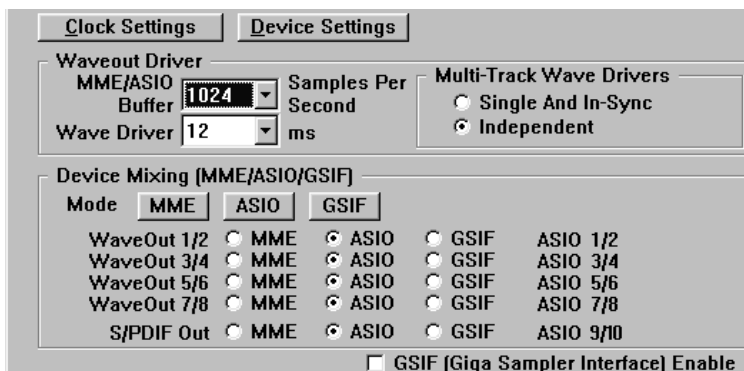 Clock Settings Device Settings
Waveout Driver
MME/ASIO Buffer 1024 Samples Per Second
Wave Driver 12 ms
Multi-Track Wave Drivers
Single And In-Sync
Independent
Device Mixing (MME/ASIO/GSIF)
Mode MME ASIO GSIF
WaveOut 1/2 MME ASIO GSIF ASIO 1/2
WaveOut 3/4 MME ASIO GSIF ASIO 3/4
WaveOut 5/6 MME ASIO GSIF ASIO 5/6
WaveOut 7/8 MME ASIO GSIF ASIO 7/8
S/PDIF Out MME ASIO GSIF ASIO 9/10
GSIF (Giga Sampler Interface) Enable